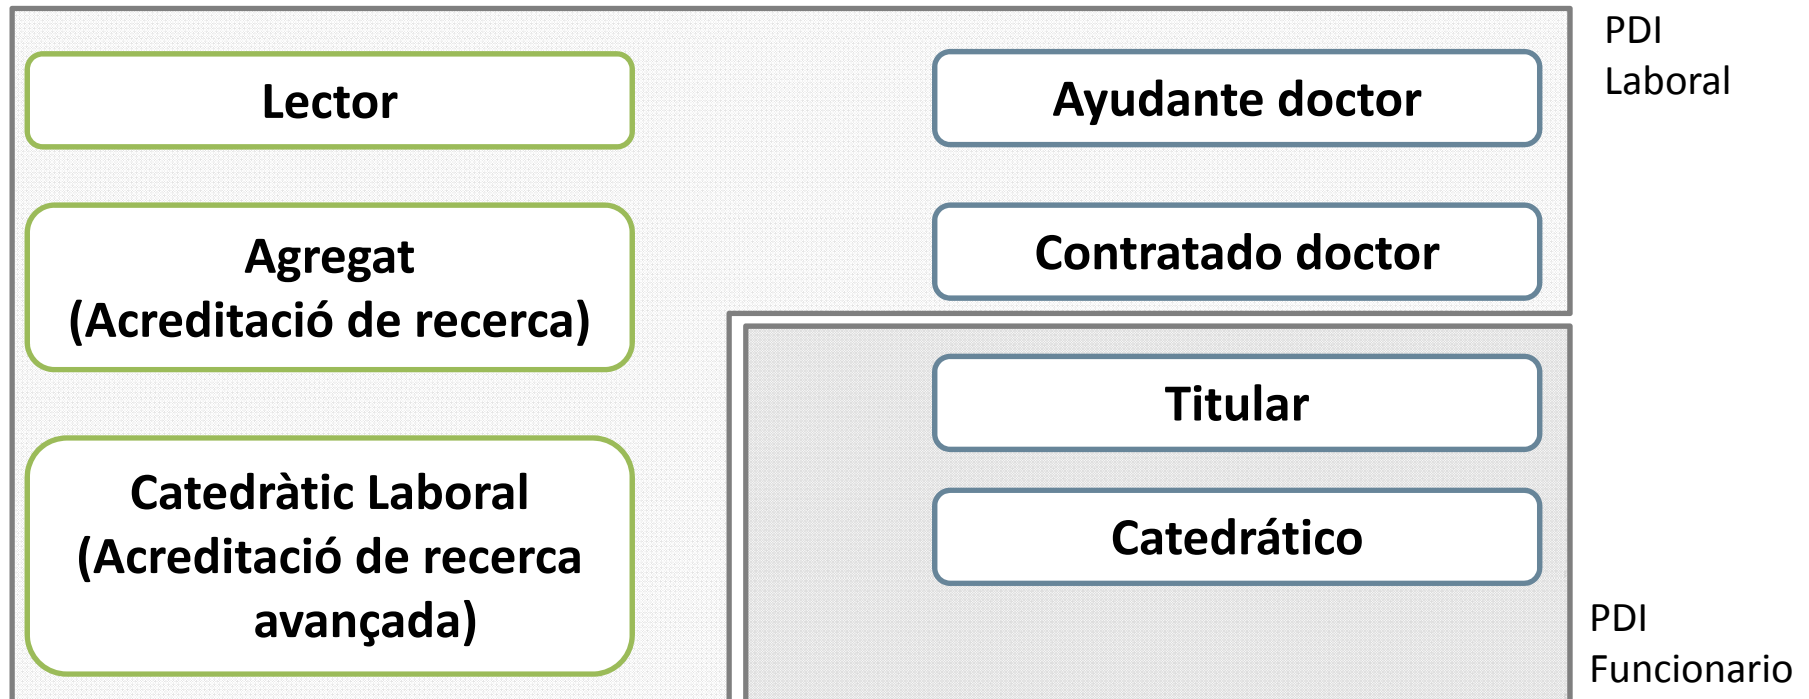 PDI
Laboral
Lector
Ayudante doctor
Agregat
(Acreditació de recerca)
Contratado doctor
Titular
Catedràtic Laboral
(Acreditació de recerca
avançada)
Catedrático
PDI
Funcionario